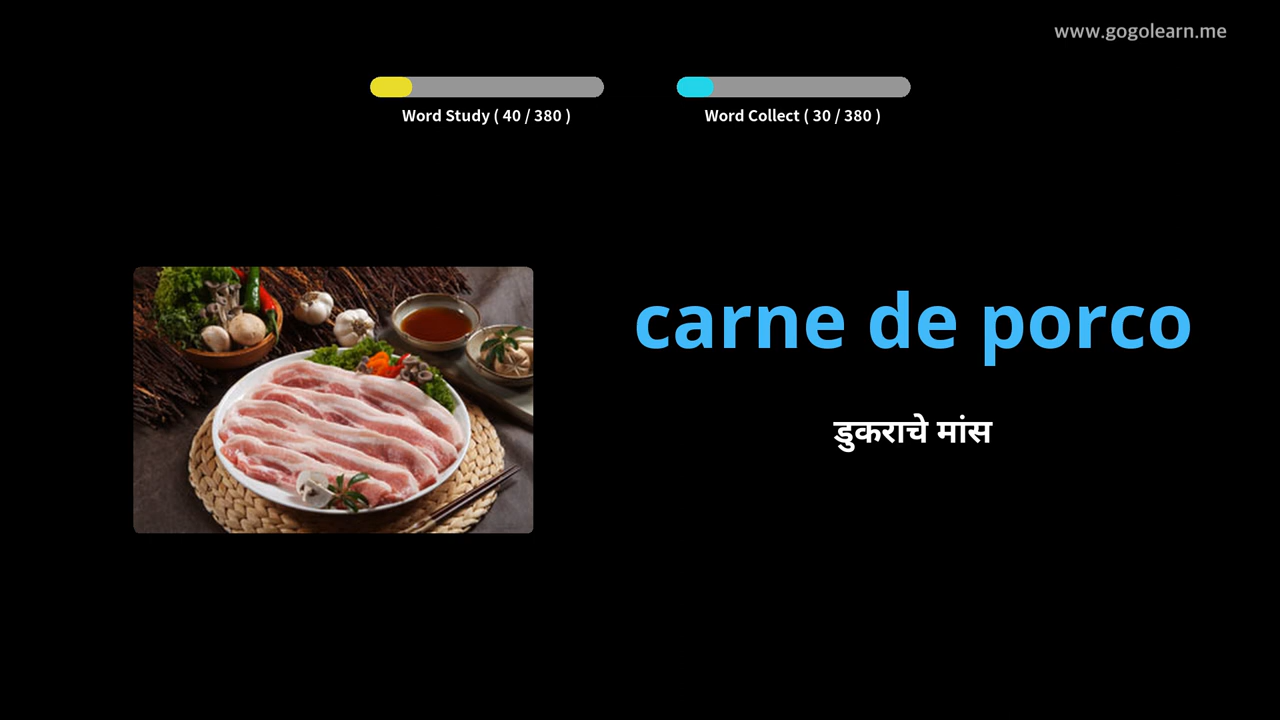 www.gogolearn.me
Word Study ( 40 / 380 )
Word Collect ( 30 / 380 )
carne de porco
डुकराचे मांस